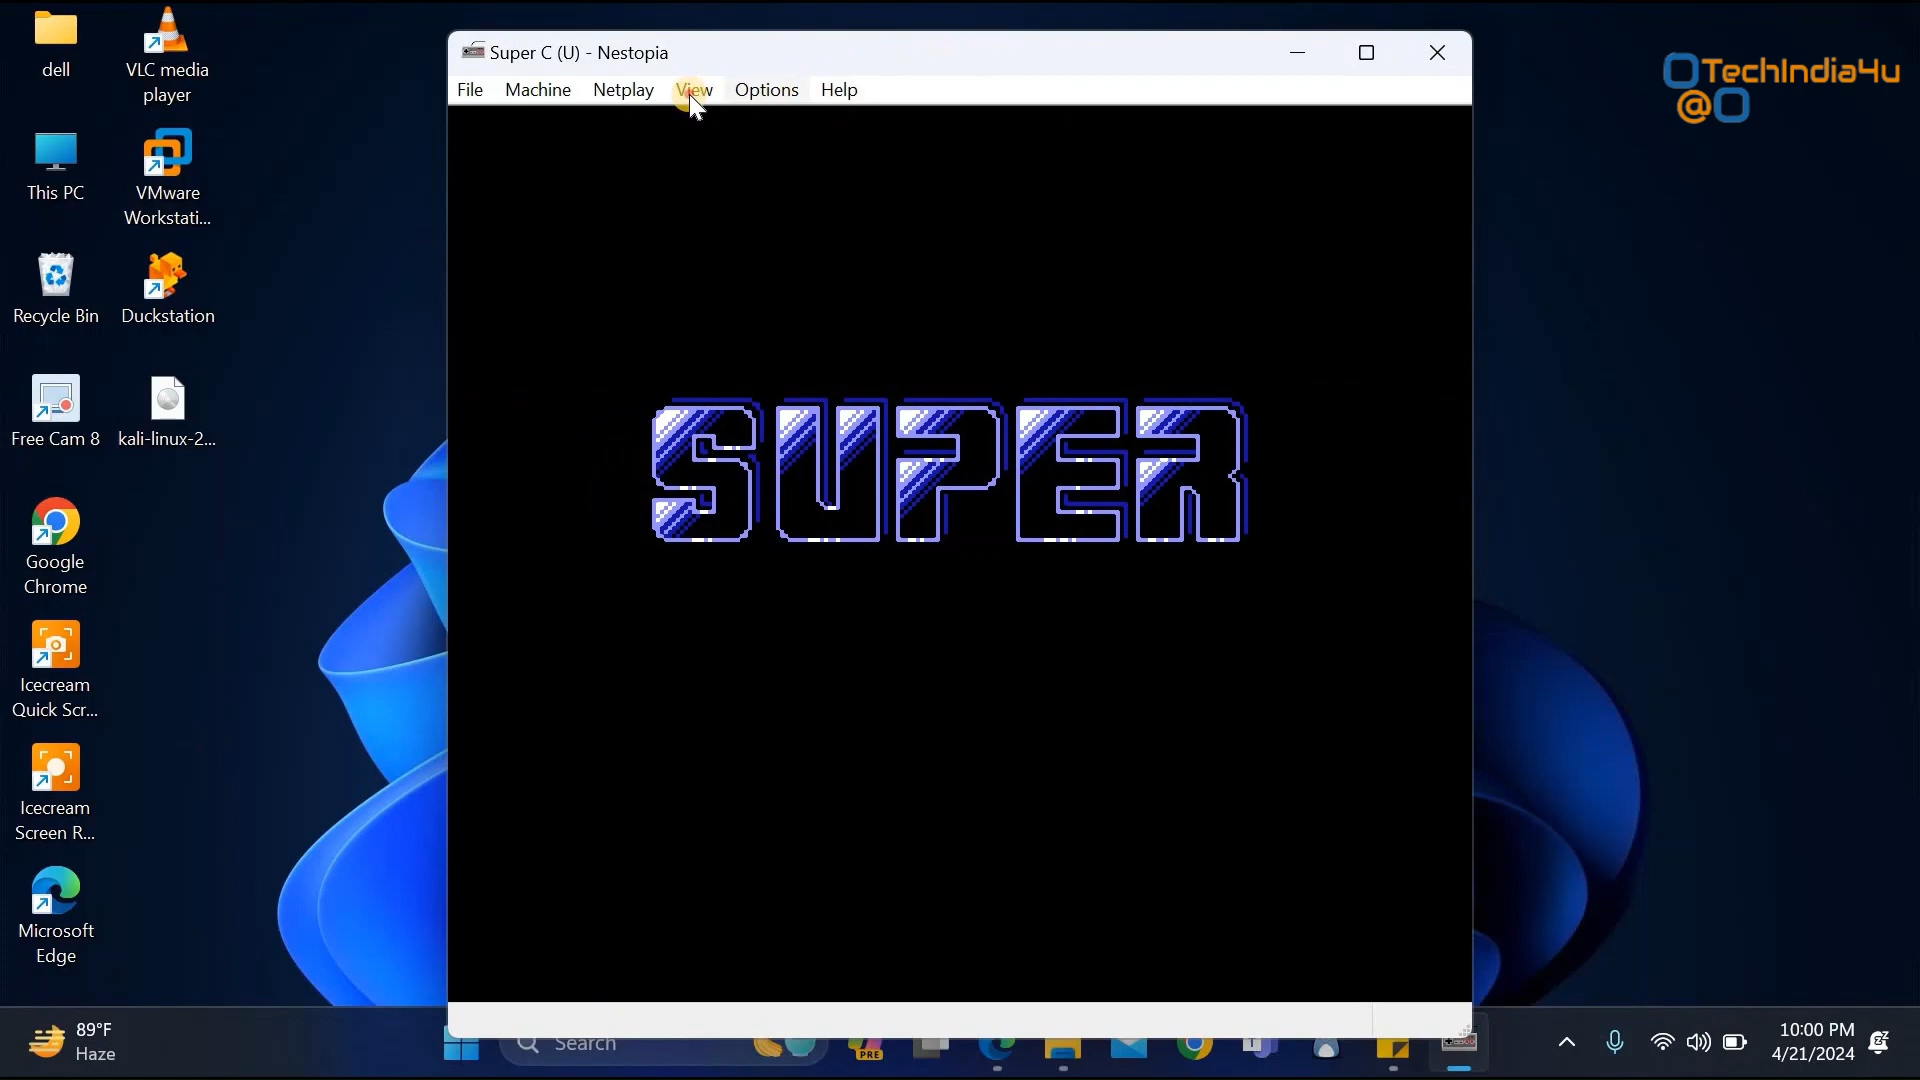 Super C (U) - Nestopia
File Machine Netplay View Options Help
SUPER
dell
VLC media
player
This PC
VMware
Workstati...
Recycle Bin
Duckstation
Free Cam 8
kali-linux-2...
Google
Chrome
Icecream
Quick Scr...
Icecream
Screen R...
Microsoft
Edge
TechIndia4u
@
89°F
Haze
Search
PRE
10:00 PM
4/21/2024